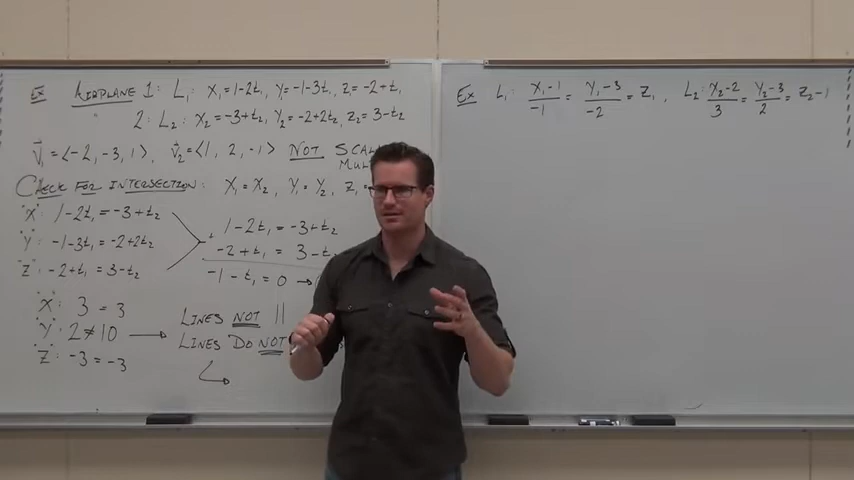 Ex AIRPLANE 1: L₁: X₁=1-2t₁, Y₁=-1-3t₁, Z₁=-2+t₁
2: L₂: X₂=-3+t₂, Y₂=-2+2t₂, Z₂=3-t₂
V⃗₁=<-2,-3,1>, V⃗₂=<1,2,-1> NOT
CHECK FOR INTERSECTION: X₁=X₂, Y₁=Y₂,
"X": 1-2t₁=-3+t₂
"Y": -1-3t₁=-2+2t₂
"Z": -2+t₁=3-t₂
1-2t₁=-3+t₂
+ -2+t₁=3-t₂
-1-t₁=0 →
"X": 3=3
"Y": 2≠10 →
"Z": -3=-3
LINES NOT ||
LINES DO NOT
Ex L₁: (X₁-1)/-1 = (Y₁-3)/-2 = Z₁, L₂: (X₂-2)/3 = (Y₂-3)/2 = Z₂-1